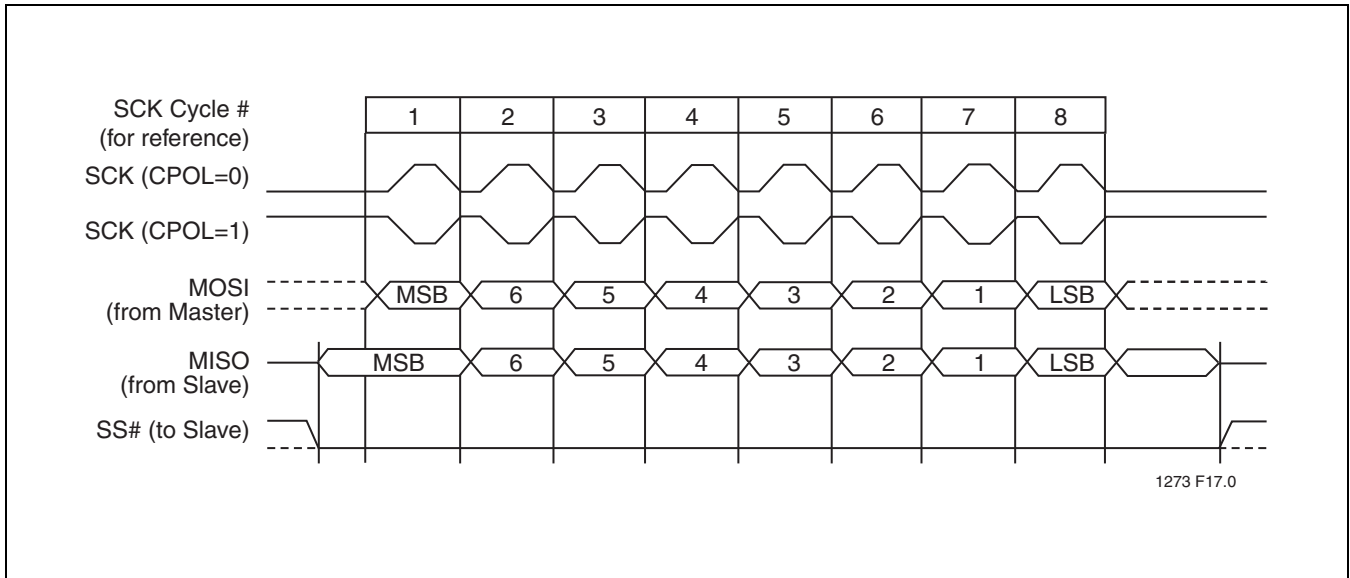 SCK Cycle #
(for reference)
1 2 3 4 5 6 7 8
SCK (CPOL=0)
SCK (CPOL=1)
MOSI
(from Master)
MSB 6 5 4 3 2 1 LSB
MISO
(from Slave)
MSB 6 5 4 3 2 1 LSB
SS# (to Slave)
1273 F17.0